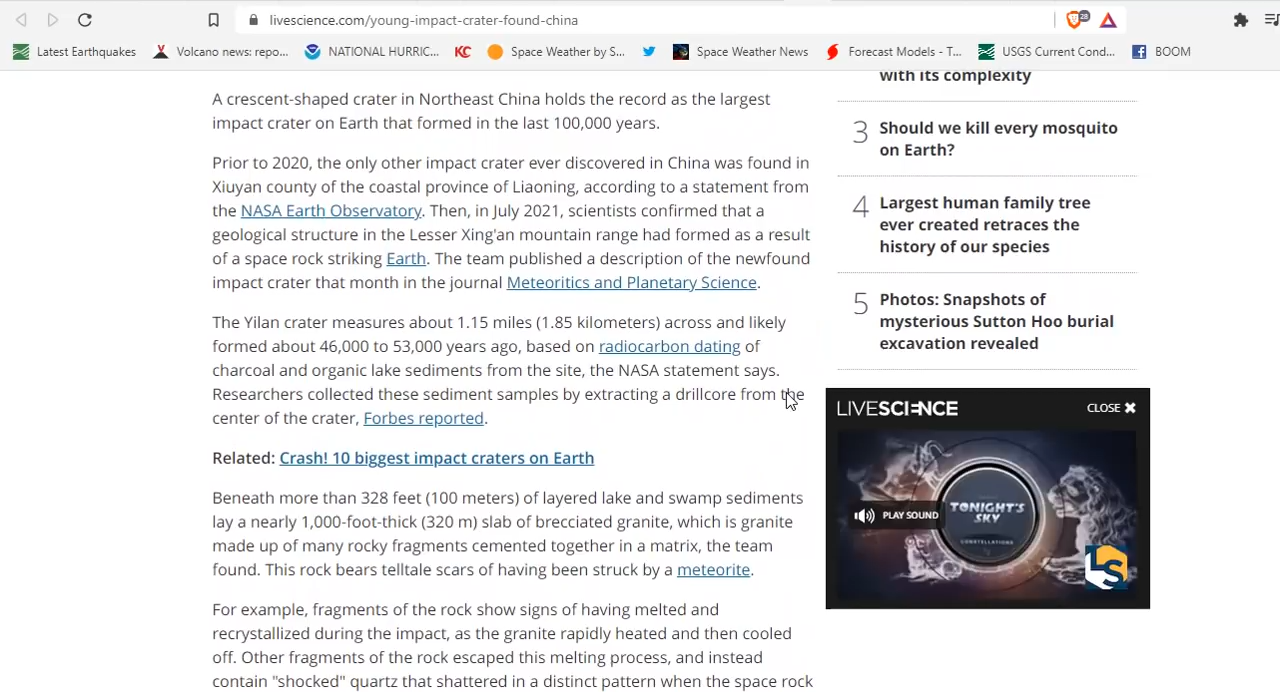 livescience.com/young-impact-crater-found-china
28
Latest Earthquakes
Volcano news: repo...
NATIONAL HURRIC...
KC
Space Weather by S...
Space Weather News
Forecast Models - T...
USGS Current Cond...
BOOM
A crescent-shaped crater in Northeast China holds the record as the largest
impact crater on Earth that formed in the last 100,000 years.
Prior to 2020, the only other impact crater ever discovered in China was found in
Xiuyan county of the coastal province of Liaoning, according to a statement from
the NASA Earth Observatory. Then, in July 2021, scientists confirmed that a
geological structure in the Lesser Xing'an mountain range had formed as a result
of a space rock striking Earth. The team published a description of the newfound
impact crater that month in the journal Meteoritics and Planetary Science.
The Yilan crater measures about 1.15 miles (1.85 kilometers) across and likely
formed about 46,000 to 53,000 years ago, based on radiocarbon dating of
charcoal and organic lake sediments from the site, the NASA statement says.
Researchers collected these sediment samples by extracting a drillcore from the
center of the crater, Forbes reported.
Related: Crash! 10 biggest impact craters on Earth
Beneath more than 328 feet (100 meters) of layered lake and swamp sediments
lay a nearly 1,000-foot-thick (320 m) slab of brecciated granite, which is granite
made up of many rocky fragments cemented together in a matrix, the team
found. This rock bears telltale scars of having been struck by a meteorite.
For example, fragments of the rock show signs of having melted and
recrystallized during the impact, as the granite rapidly heated and then cooled
off. Other fragments of the rock escaped this melting process, and instead
contain "shocked" quartz that shattered in a distinct pattern when the space rock
with its complexity
3 Should we kill every mosquito
on Earth?
4 Largest human family tree
ever created retraces the
history of our species
5 Photos: Snapshots of
mysterious Sutton Hoo burial
excavation revealed
LIVESCIENCE
CLOSE ✖
PLAY SOUND
TONIGHT'S
SKY
CONSTELLATIONS
LS